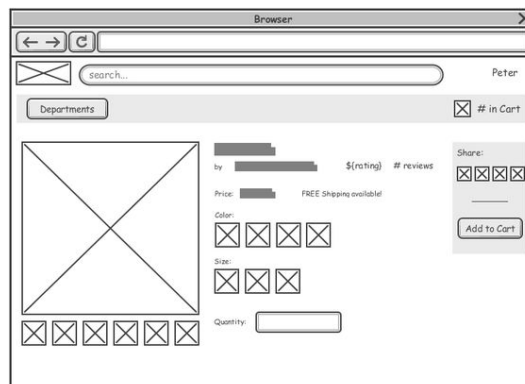 Browser
search...
Peter
Departments
# in Cart
by
${rating} # reviews
Price:
FREE Shipping available!
Color:
Size:
Quantity:
Share:
Add to Cart